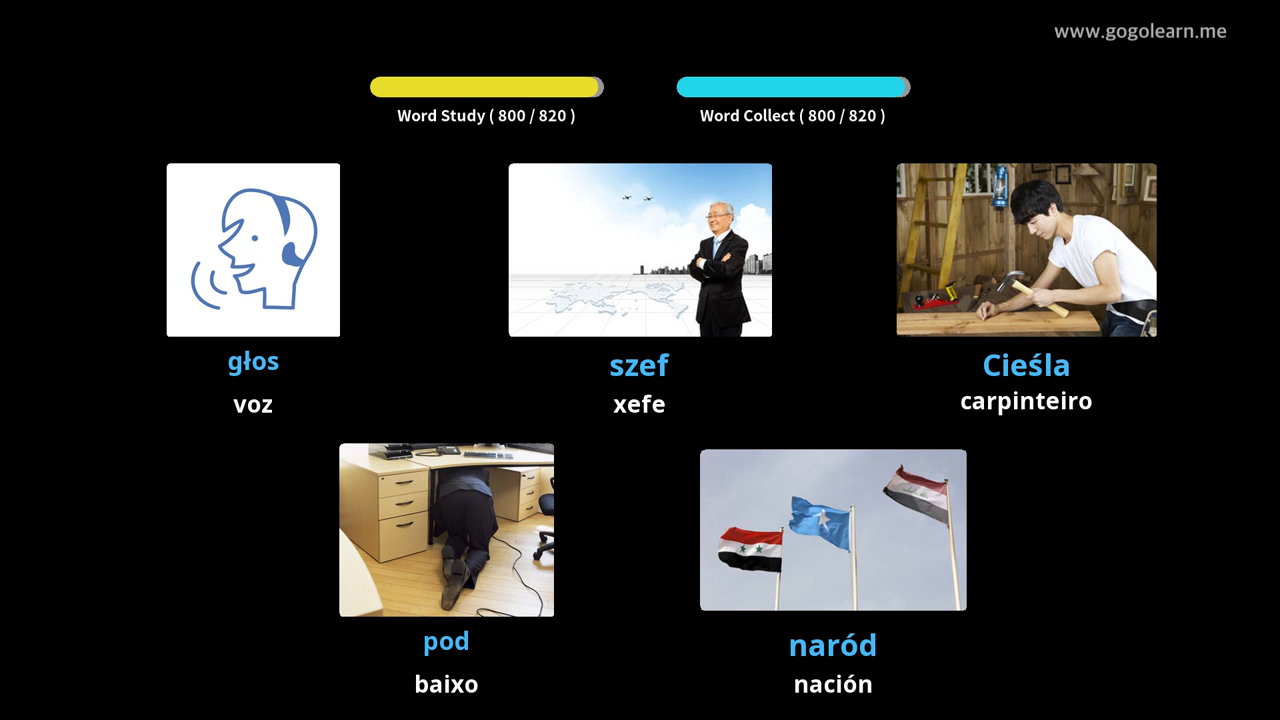 www.gogolearn.me
Word Study ( 800 / 820 )
Word Collect ( 800 / 820 )
głos
voz
szef
xefe
Cieśla
carpinteiro
pod
baixo
naród
nación